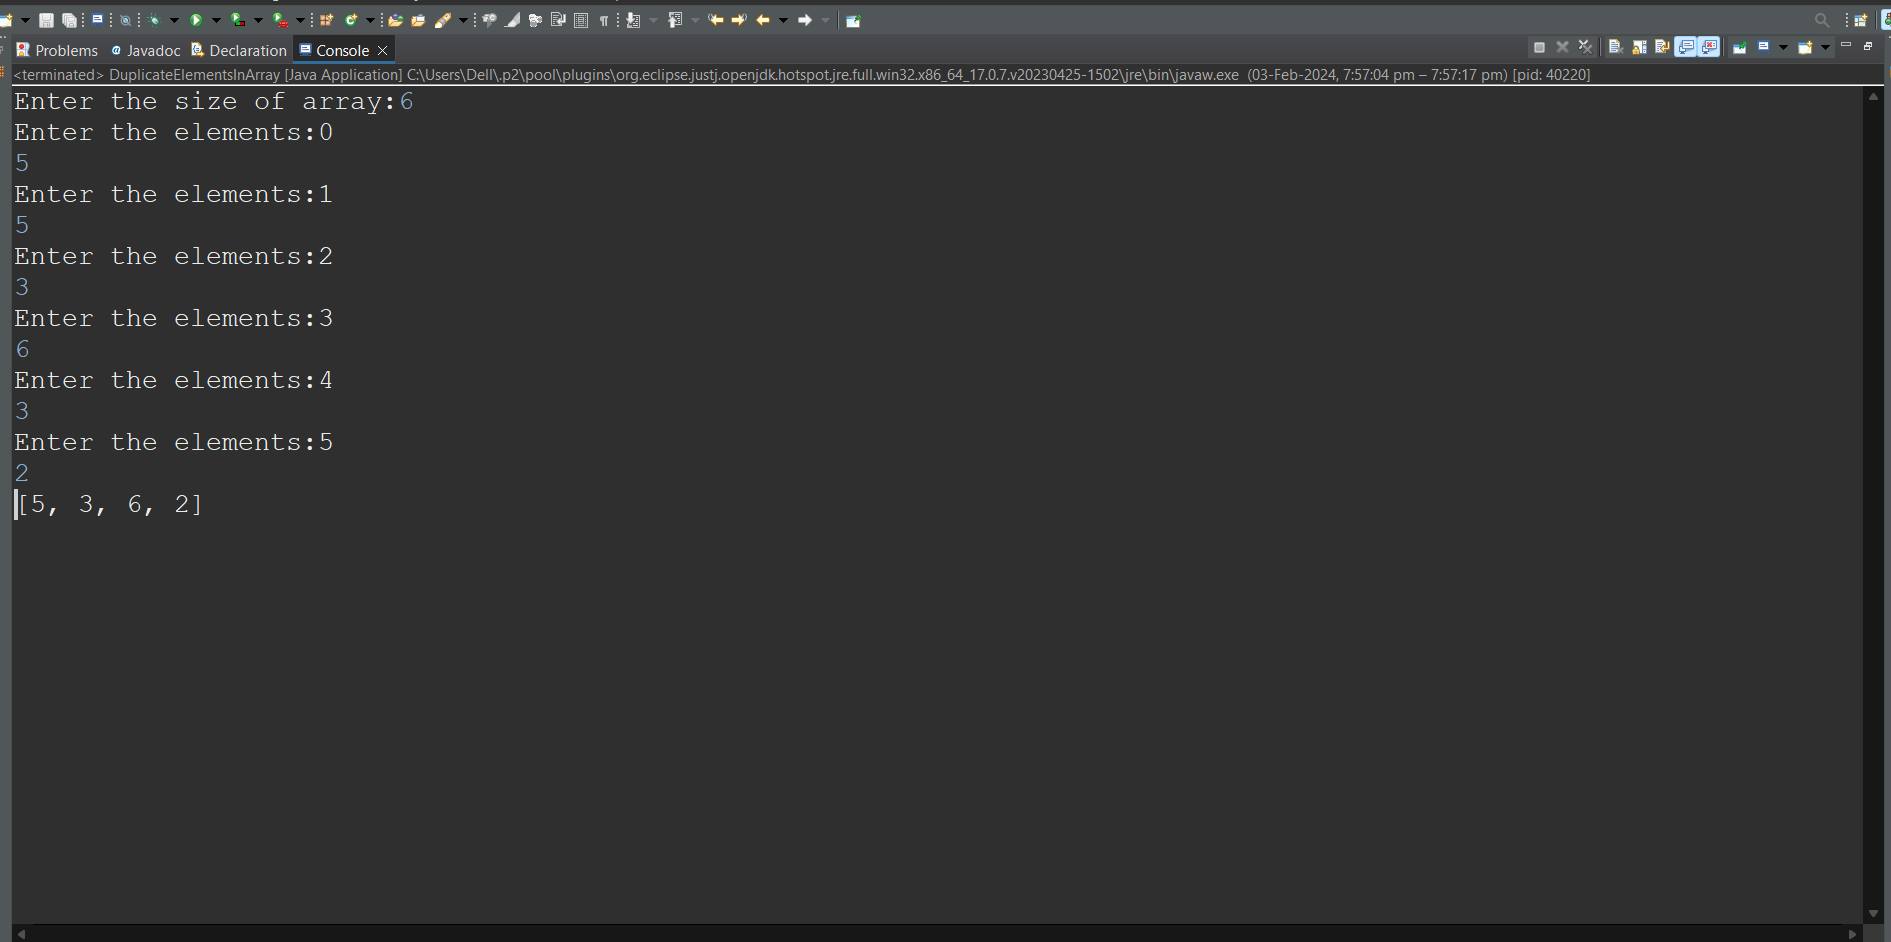 Problems Javadoc Declaration Console
<terminated> DuplicateElementsInArray [Java Application] C:\Users\Dell\.p2\pool\plugins\org.eclipse.justj.openjdk.hotspot.jre.full.win32.x86_64_17.0.7.v20230425-1502\jre\bin\javaw.exe (03-Feb-2024, 7:57:04 pm – 7:57:17 pm) [pid: 40220]
Enter the size of array:6
Enter the elements:0
5
Enter the elements:1
5
Enter the elements:2
3
Enter the elements:3
6
Enter the elements:4
3
Enter the elements:5
2
[5, 3, 6, 2]